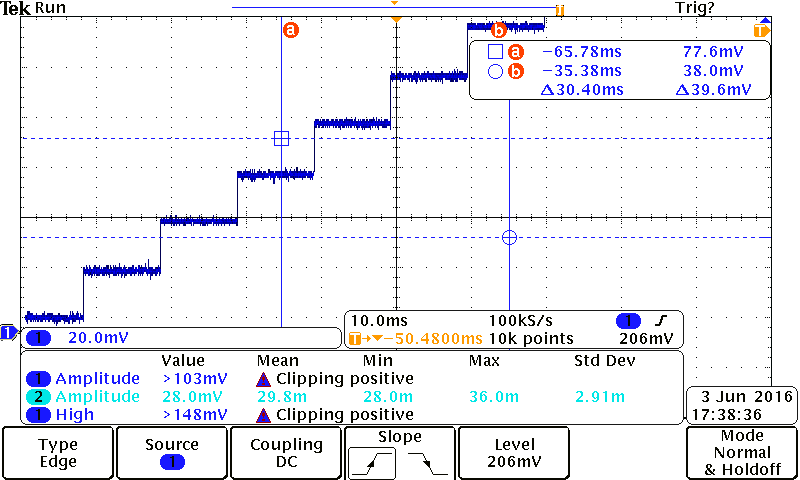 Tek Run Trig?
a b T
a −65.78ms 77.6mV
b −35.38ms 38.0mV
Δ30.40ms Δ39.6mV
1
1 20.0mV
10.0ms 100kS/s 1
T→▼−50.4800ms 10k points 206mV
Value Mean Min Max Std Dev
1 Amplitude >103mV Clipping positive
2 Amplitude 28.0mV 29.8m 28.0m 36.0m 2.91m
1 High >148mV Clipping positive
3 Jun 2016
17:38:36
Type
Edge
Source
1
Coupling
DC
Slope
Level
206mV
Mode
Normal
& Holdoff